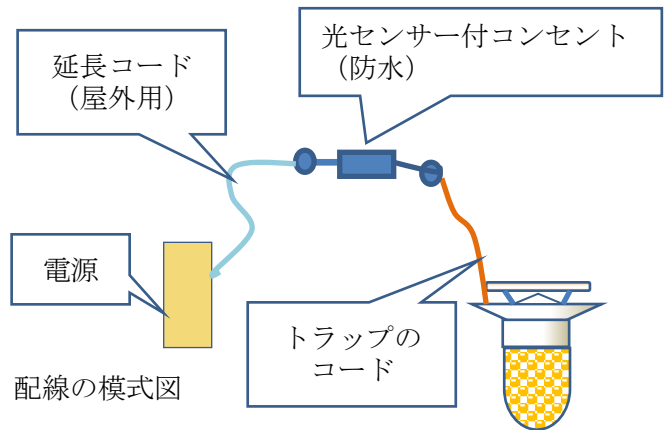 延長コード
（屋外用）
光センサー付コンセント
（防水）
電源
トラップの
コード
配線の模式図